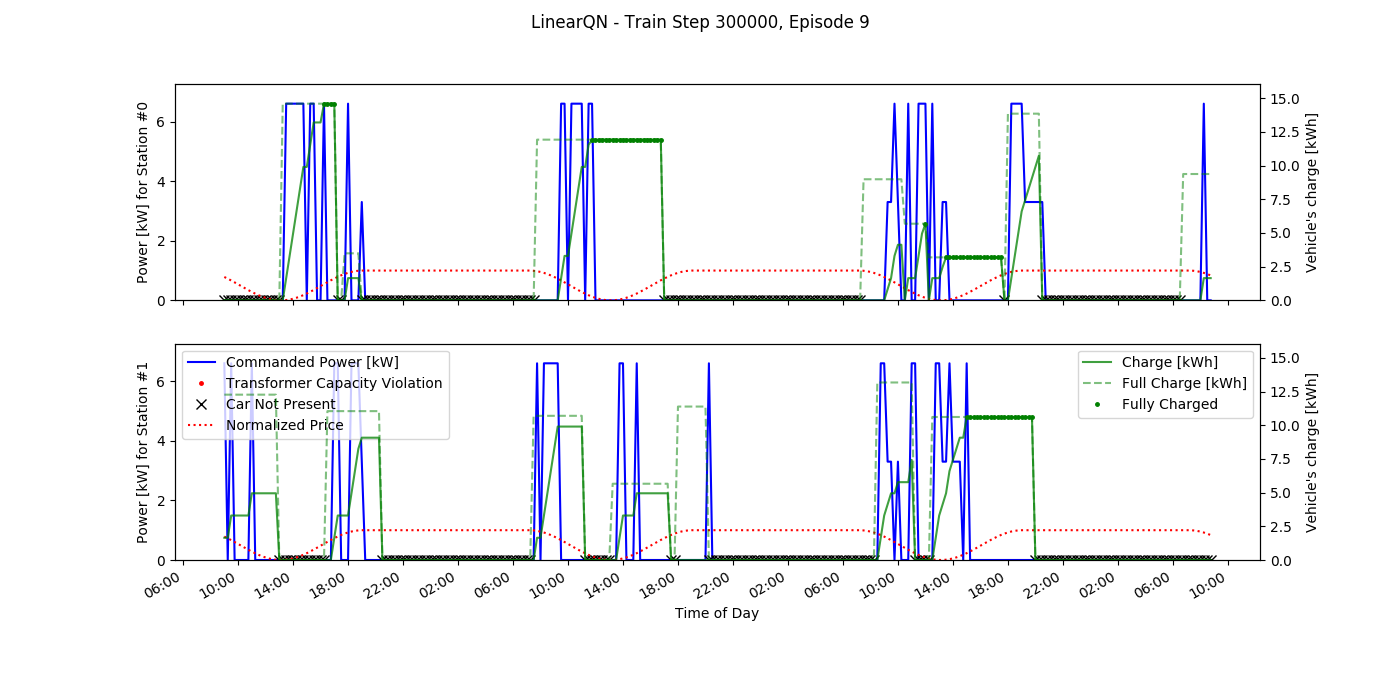 LinearQN - Train Step 300000, Episode 9
Power [kW] for Station #0
6
4
2
0
15.0
12.5
10.0
7.5
5.0
2.5
0.0
Vehicle's charge [kWh]
Power [kW] for Station #1
6
4
2
0
Commanded Power [kW]
Transformer Capacity Violation
Car Not Present
Normalized Price
Charge [kWh]
Full Charge [kWh]
Fully Charged
15.0
12.5
10.0
7.5
5.0
2.5
0.0
Vehicle's charge [kWh]
06:00 10:00 14:00 18:00 22:00 02:00 06:00 10:00 14:00 18:00 22:00 02:00 06:00 10:00 14:00 18:00 22:00 02:00 06:00 10:00
Time of Day